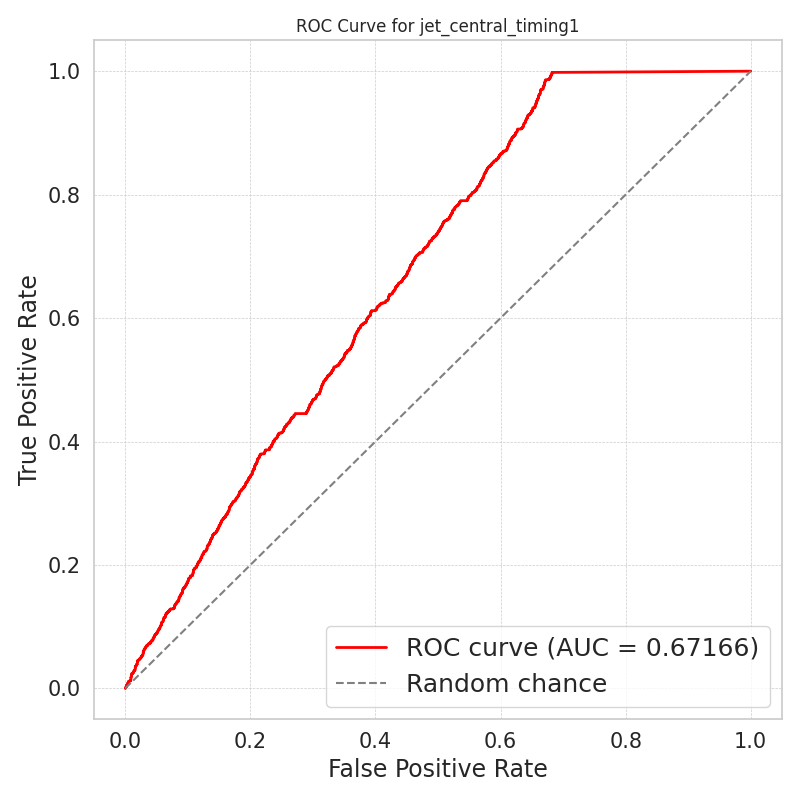 ROC Curve for jet_central_timing1
True Positive Rate
1.0
0.8
0.6
0.4
0.2
0.0
ROC curve (AUC = 0.67166)
Random chance
0.0 0.2 0.4 0.6 0.8 1.0
False Positive Rate